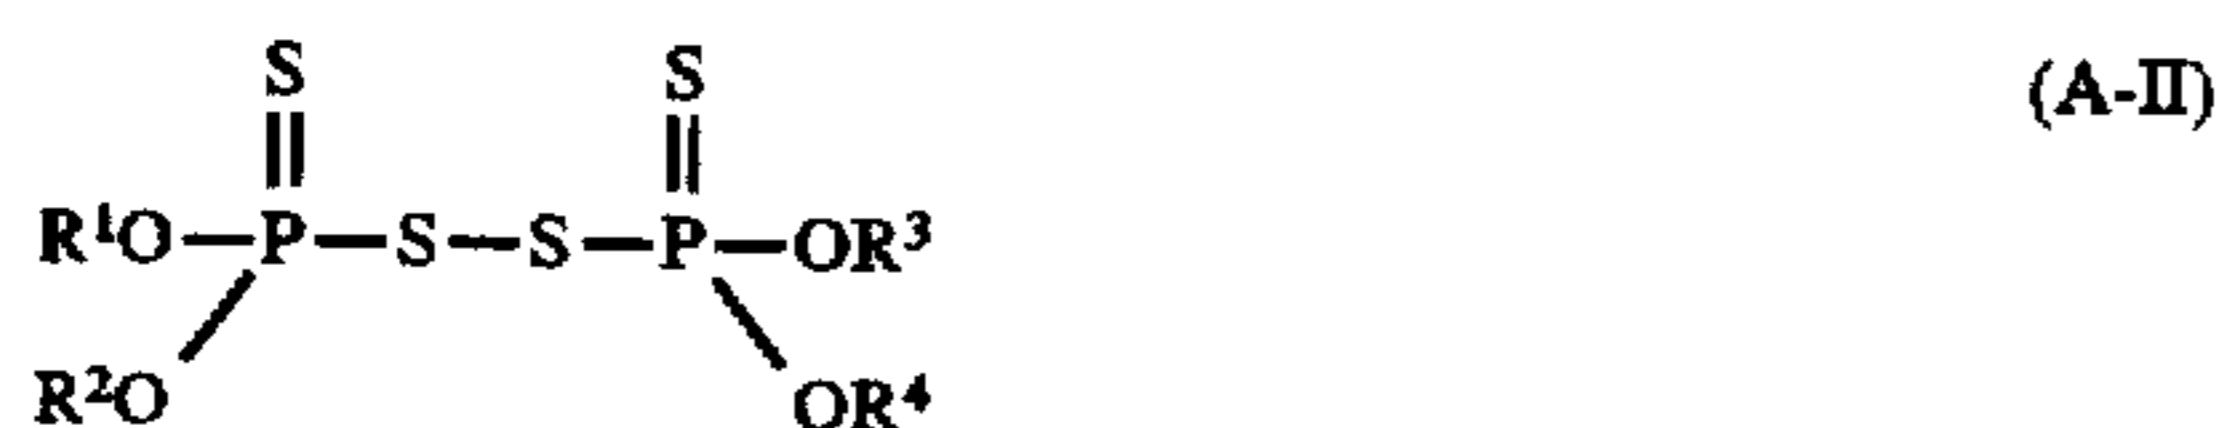 S S (A-II)
R¹O—P—S—S—P—OR³
R²O OR⁴